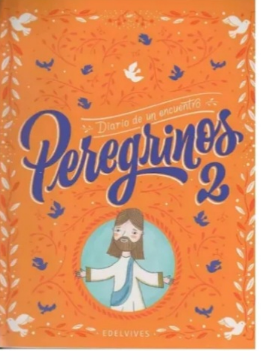 Diario de un encuentro
Peregrinos
2
EDELVIVES